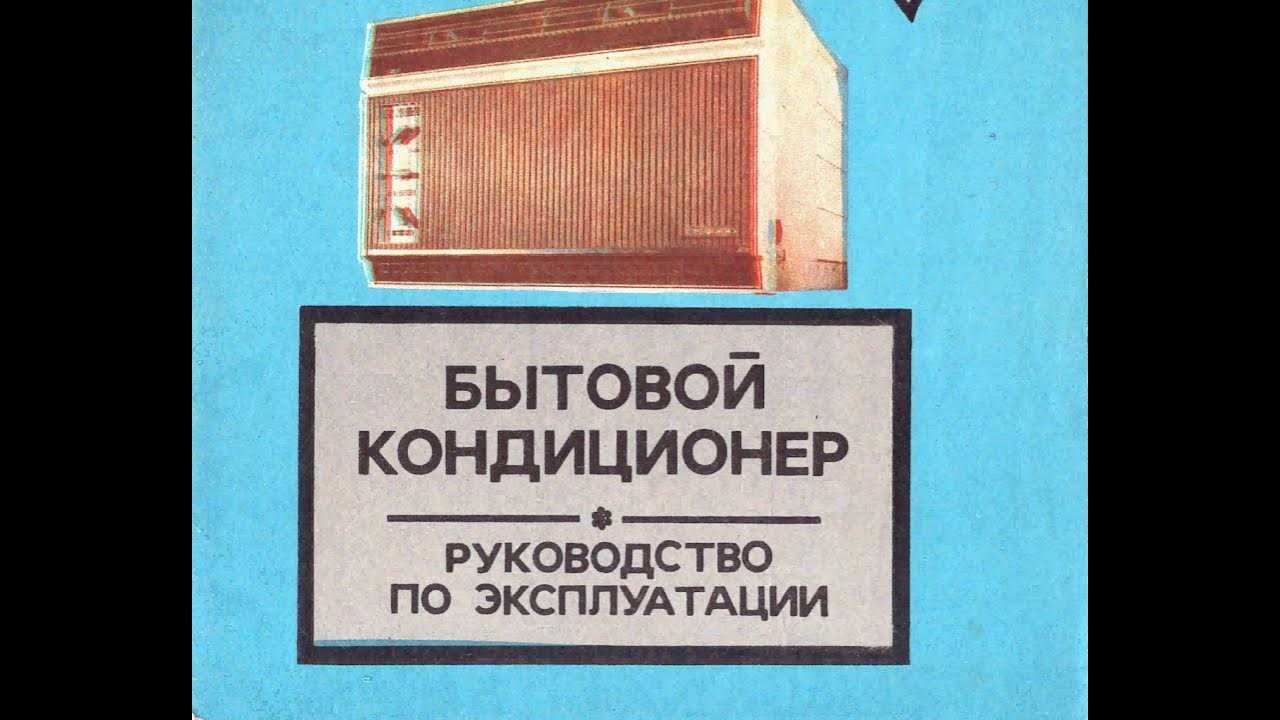 БЫТОВОЙ
КОНДИЦИОНЕР
РУКОВОДСТВО
ПО ЭКСПЛУАТАЦИИ